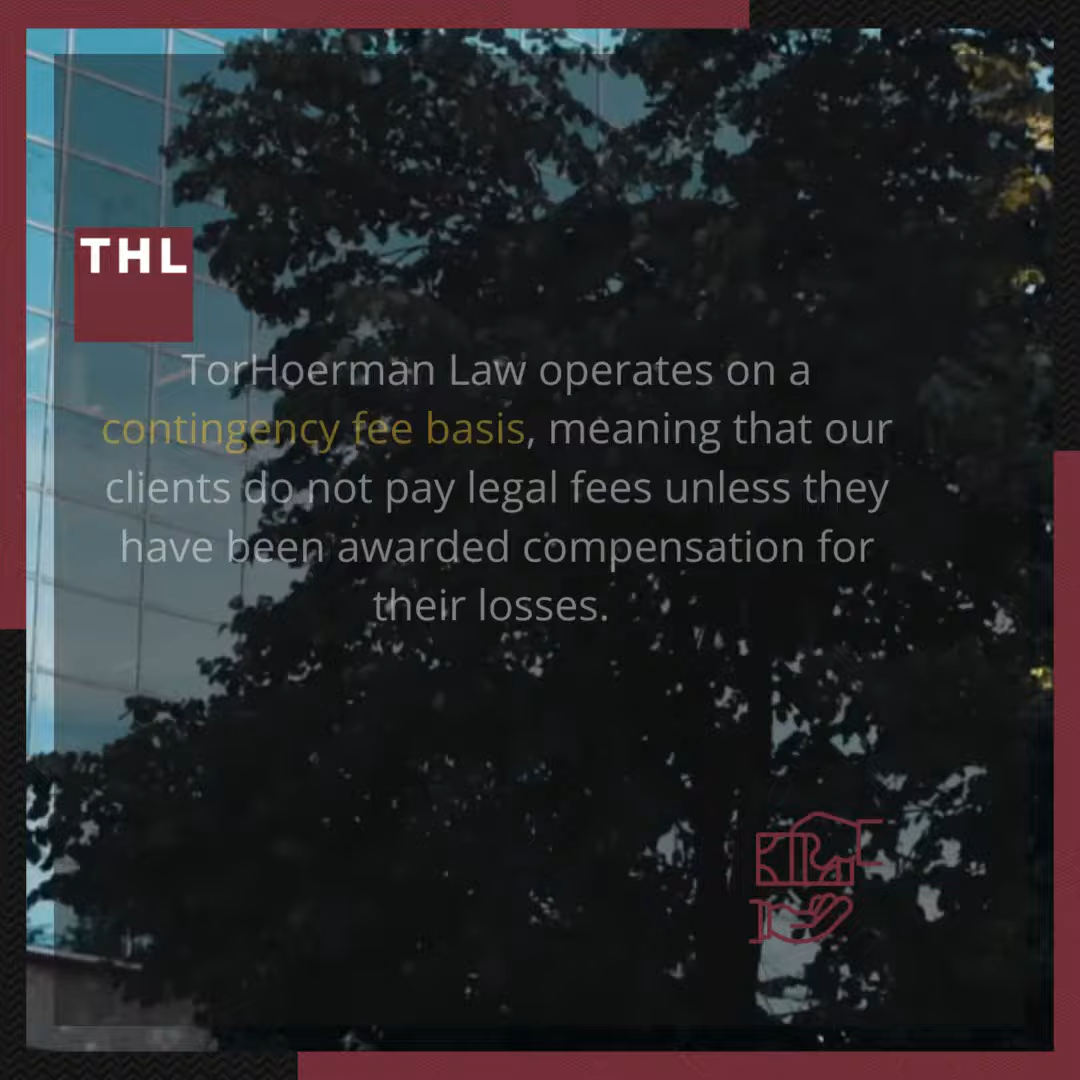 THL
TorHoerman Law operates on a
contingency fee basis, meaning that our
clients do not pay legal fees unless they
have been awarded compensation for
their losses.